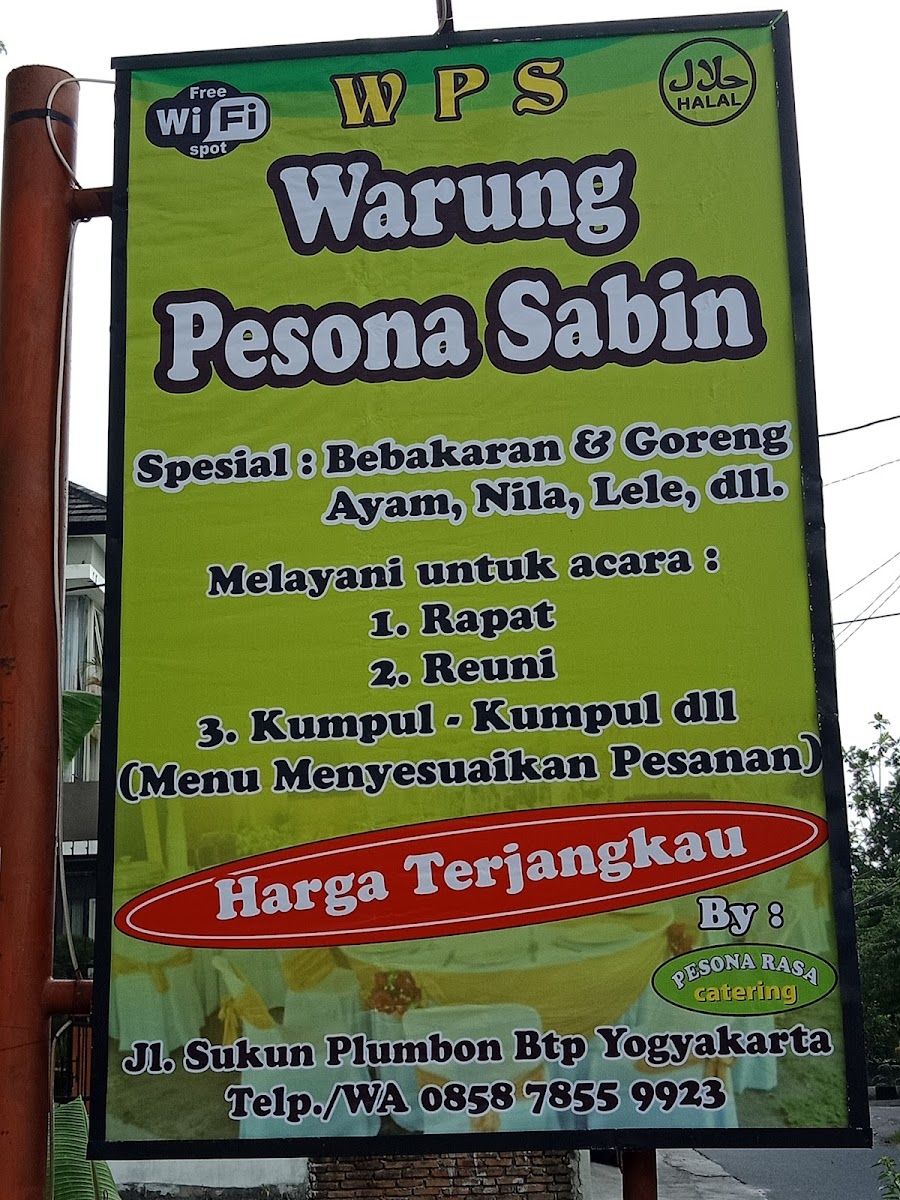 Free
WiFi
spot
W P S
حلال
HALAL
Warung
Pesona Sabin
Spesial : Bebakaran & Goreng
Ayam, Nila, Lele, dll.
Melayani untuk acara :
1. Rapat
2. Reuni
3. Kumpul - Kumpul dll
(Menu Menyesuaikan Pesanan)
Harga Terjangkau
By :
PESONA RASA
catering
Jl. Sukun Plumbon Btp Yogyakarta
Telp./WA 0858 7855 9923